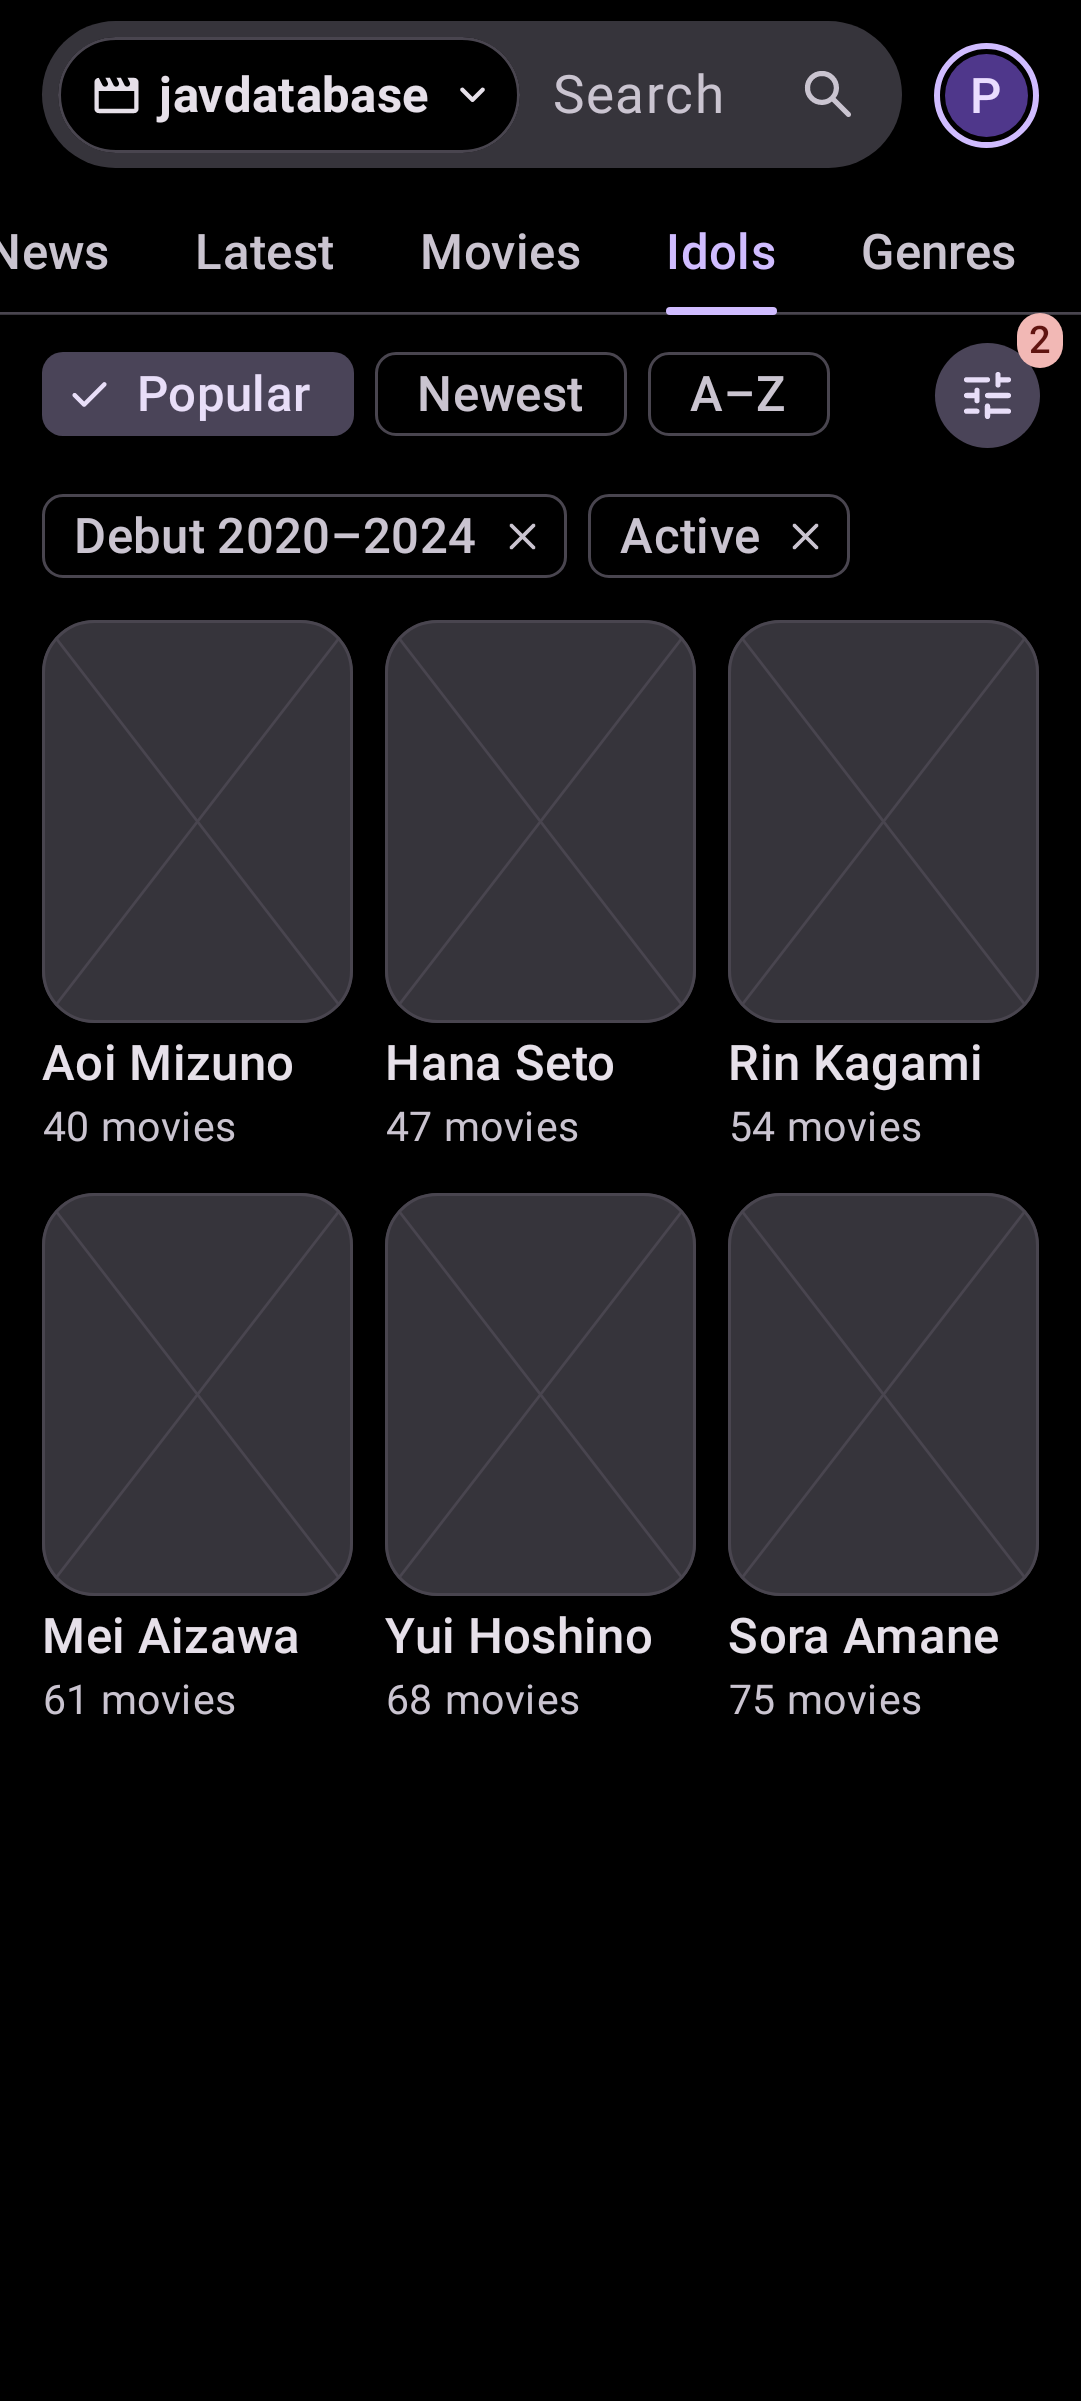 javdatabase
Search
P
News
Latest
Movies
Idols
Genres
2
Popular
Newest
A–Z
Debut 2020–2024
Active
Aoi Mizuno
Hana Seto
Rin Kagami
40 movies
47 movies
54 movies
Mei Aizawa
Yui Hoshino
Sora Amane
61 movies
68 movies
75 movies